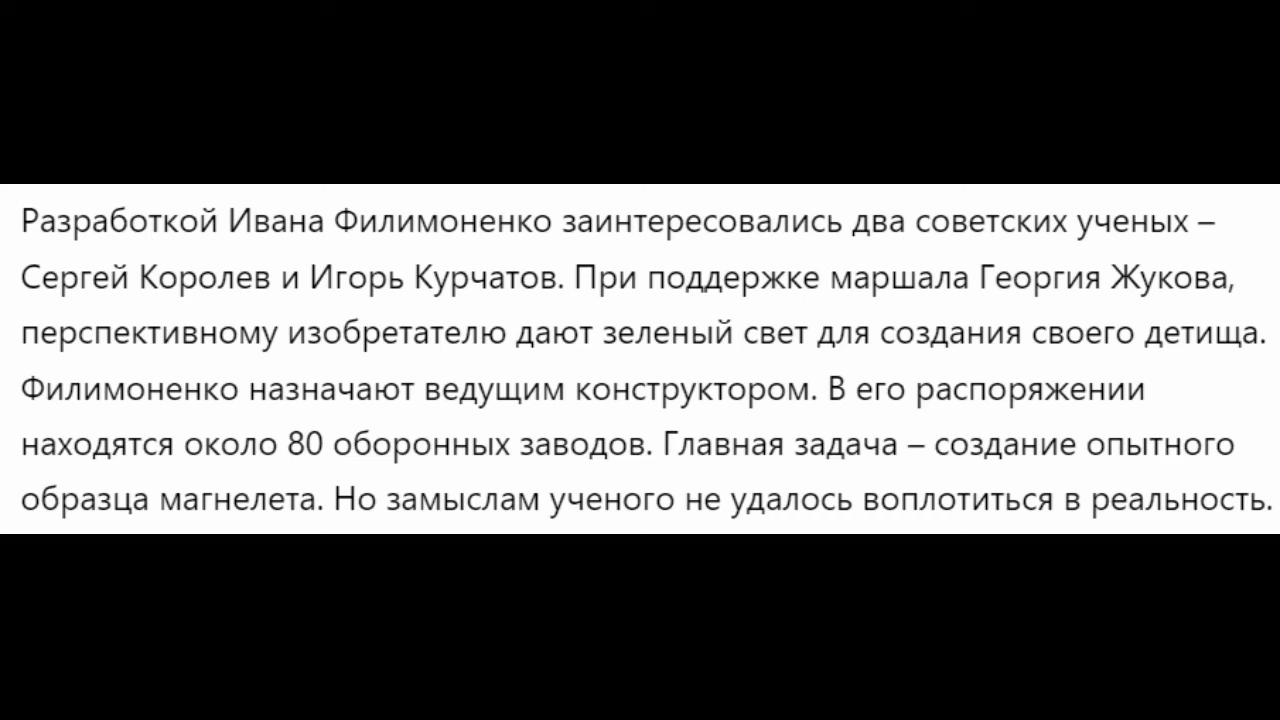 Разработкой Ивана Филимоненко заинтересовались два советских ученых –
Сергей Королев и Игорь Курчатов. При поддержке маршала Георгия Жукова,
перспективному изобретателю дают зеленый свет для создания своего детища.
Филимоненко назначают ведущим конструктором. В его распоряжении
находятся около 80 оборонных заводов. Главная задача – создание опытного
образца магнелета. Но замыслам ученого не удалось воплотиться в реальность.